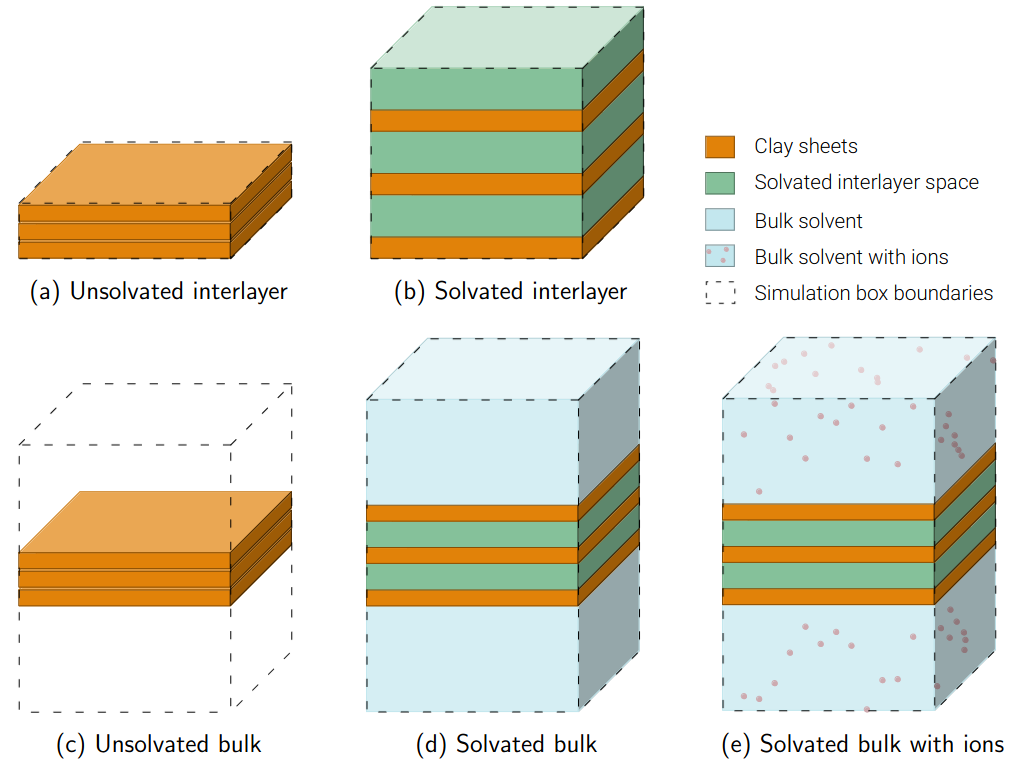 Clay sheets
Solvated interlayer space
Bulk solvent
Bulk solvent with ions
Simulation box boundaries
(a) Unsolvated interlayer
(b) Solvated interlayer
(c) Unsolvated bulk
(d) Solvated bulk
(e) Solvated bulk with ions